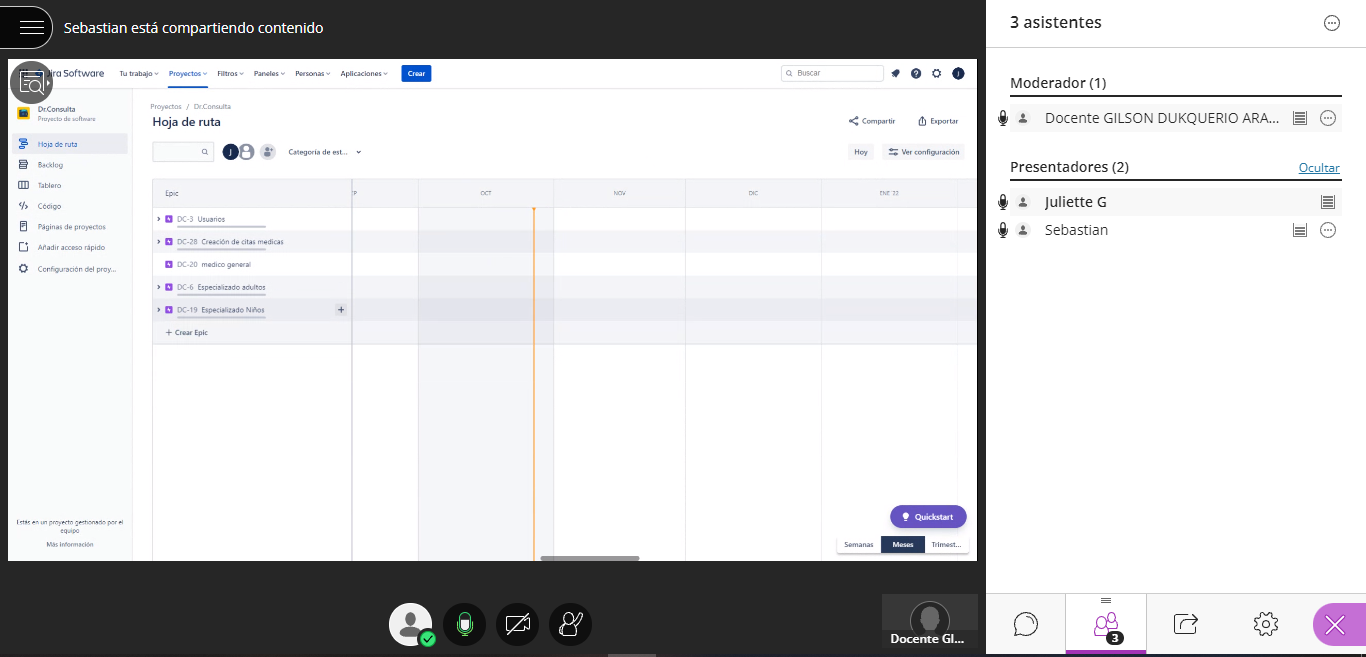 Sebastian está compartiendo contenido
Jira Software
Tu trabajo
Proyectos
Filtros
Paneles
Personas
Aplicaciones
Crear
Buscar
J
Dr.Consulta
Proyecto de software
Hoja de ruta
Backlog
Tablero
Código
Páginas de proyectos
Añadir acceso rápido
Configuración del proy...
Estás en un proyecto gestionado por el
equipo
Más información
Proyectos / Dr.Consulta
Hoja de ruta
Compartir
Exportar
J
Categoría de est...
Hoy
Ver configuración
Epic
OCT
NOV
DIC
ENE '22
DC-3 Usuarios
DC-28 Creación de citas medicas
DC-20 medico general
DC-6 Especializado adultos
DC-19 Especializado Niños
+
+ Crear Epic
Quickstart
Semanas
Meses
Trimest...
Docente Gl...
3 asistentes
Moderador (1)
Docente GILSON DUKQUERIO ARA...
Presentadores (2)
Ocultar
Juliette G
Sebastian
3